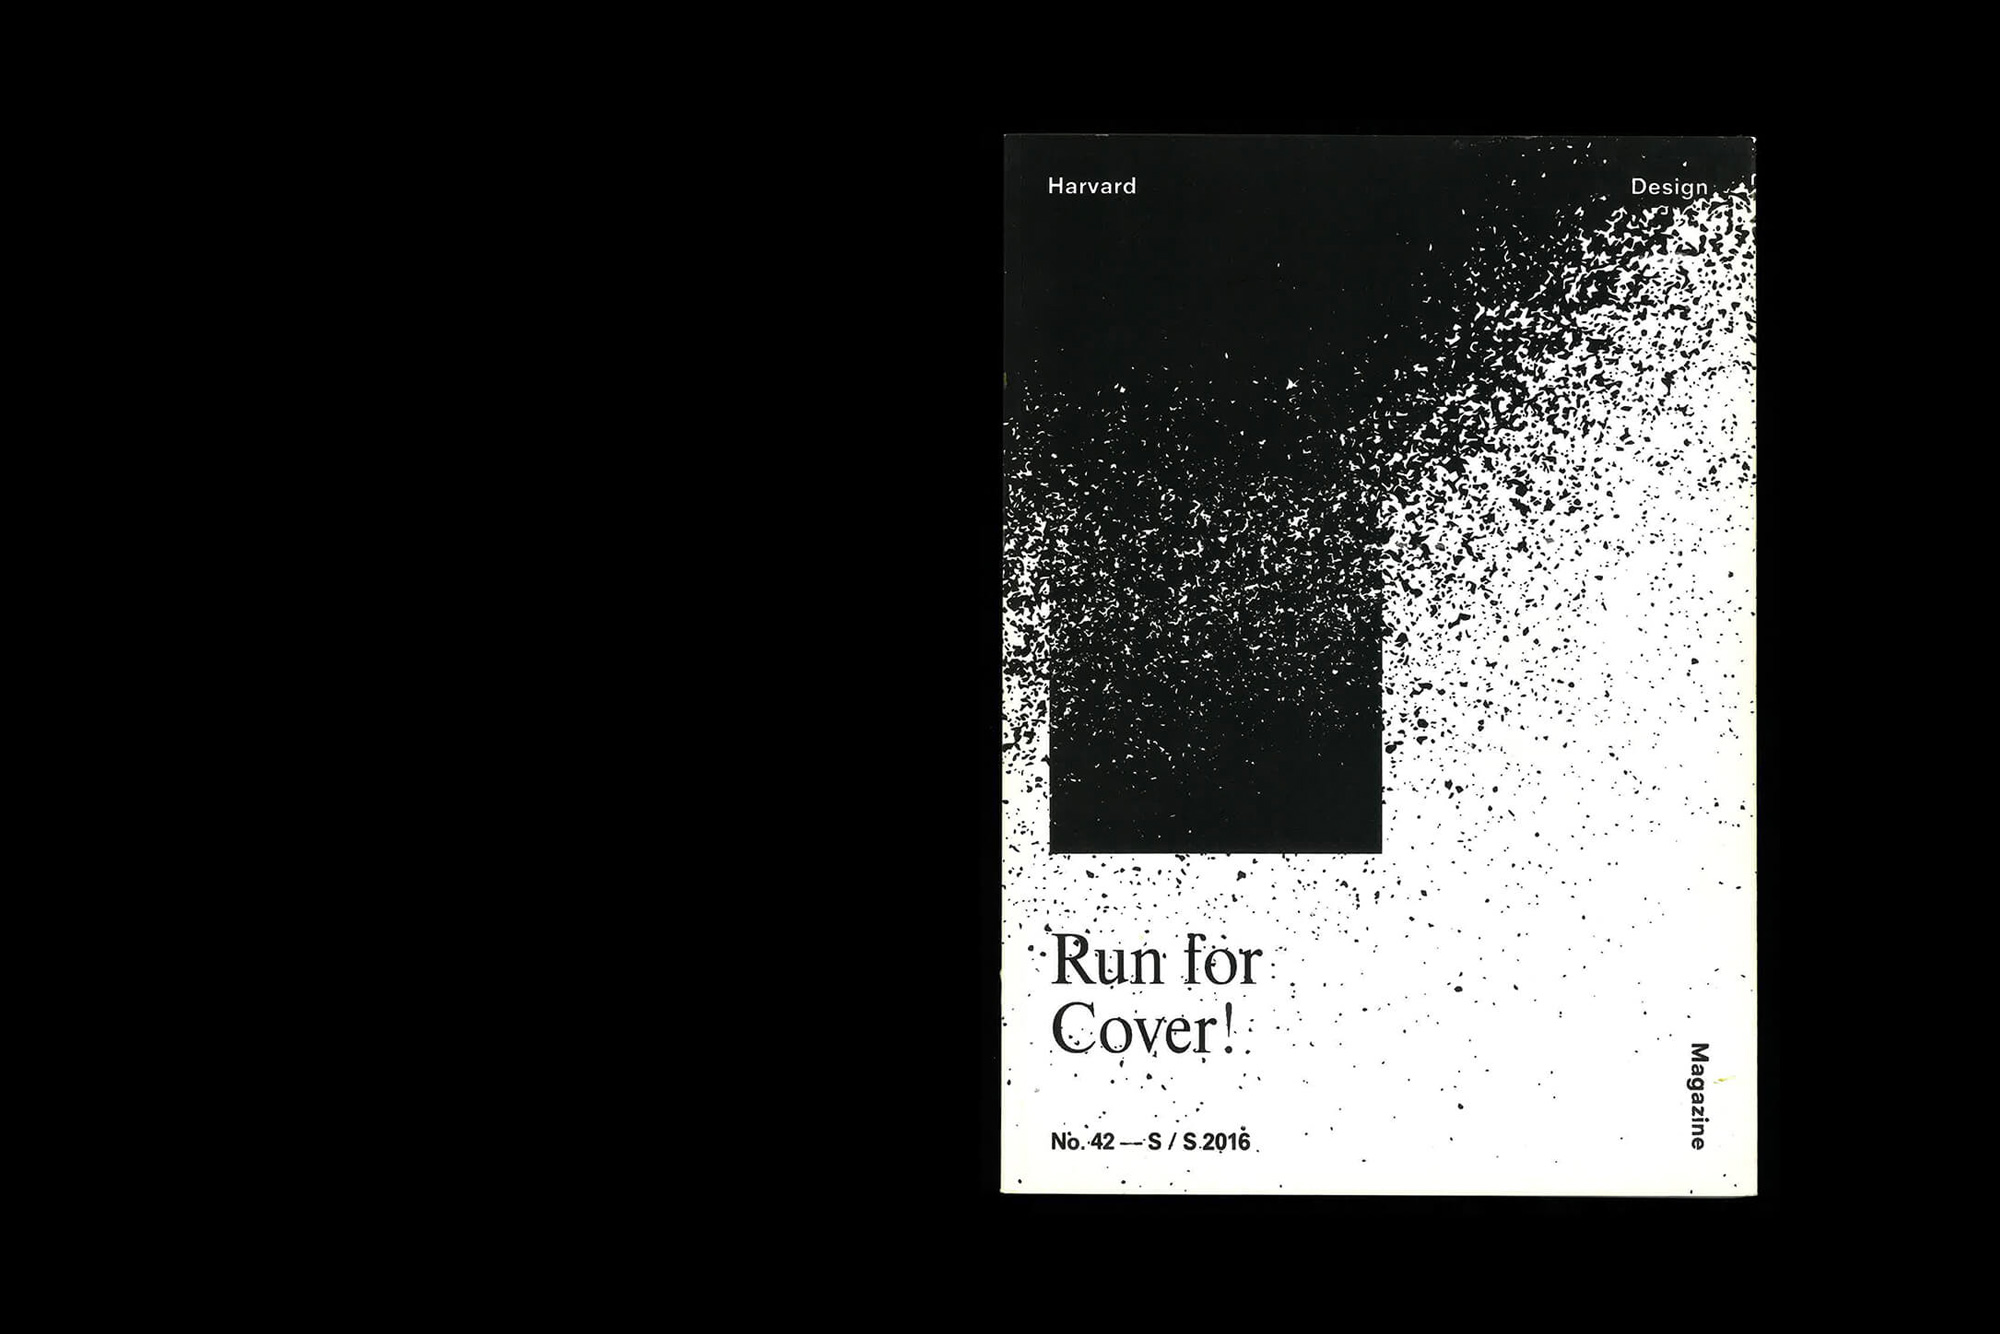 Harvard
Design
Run for
Cover!
No. 42 — S / S 2016
Magazine